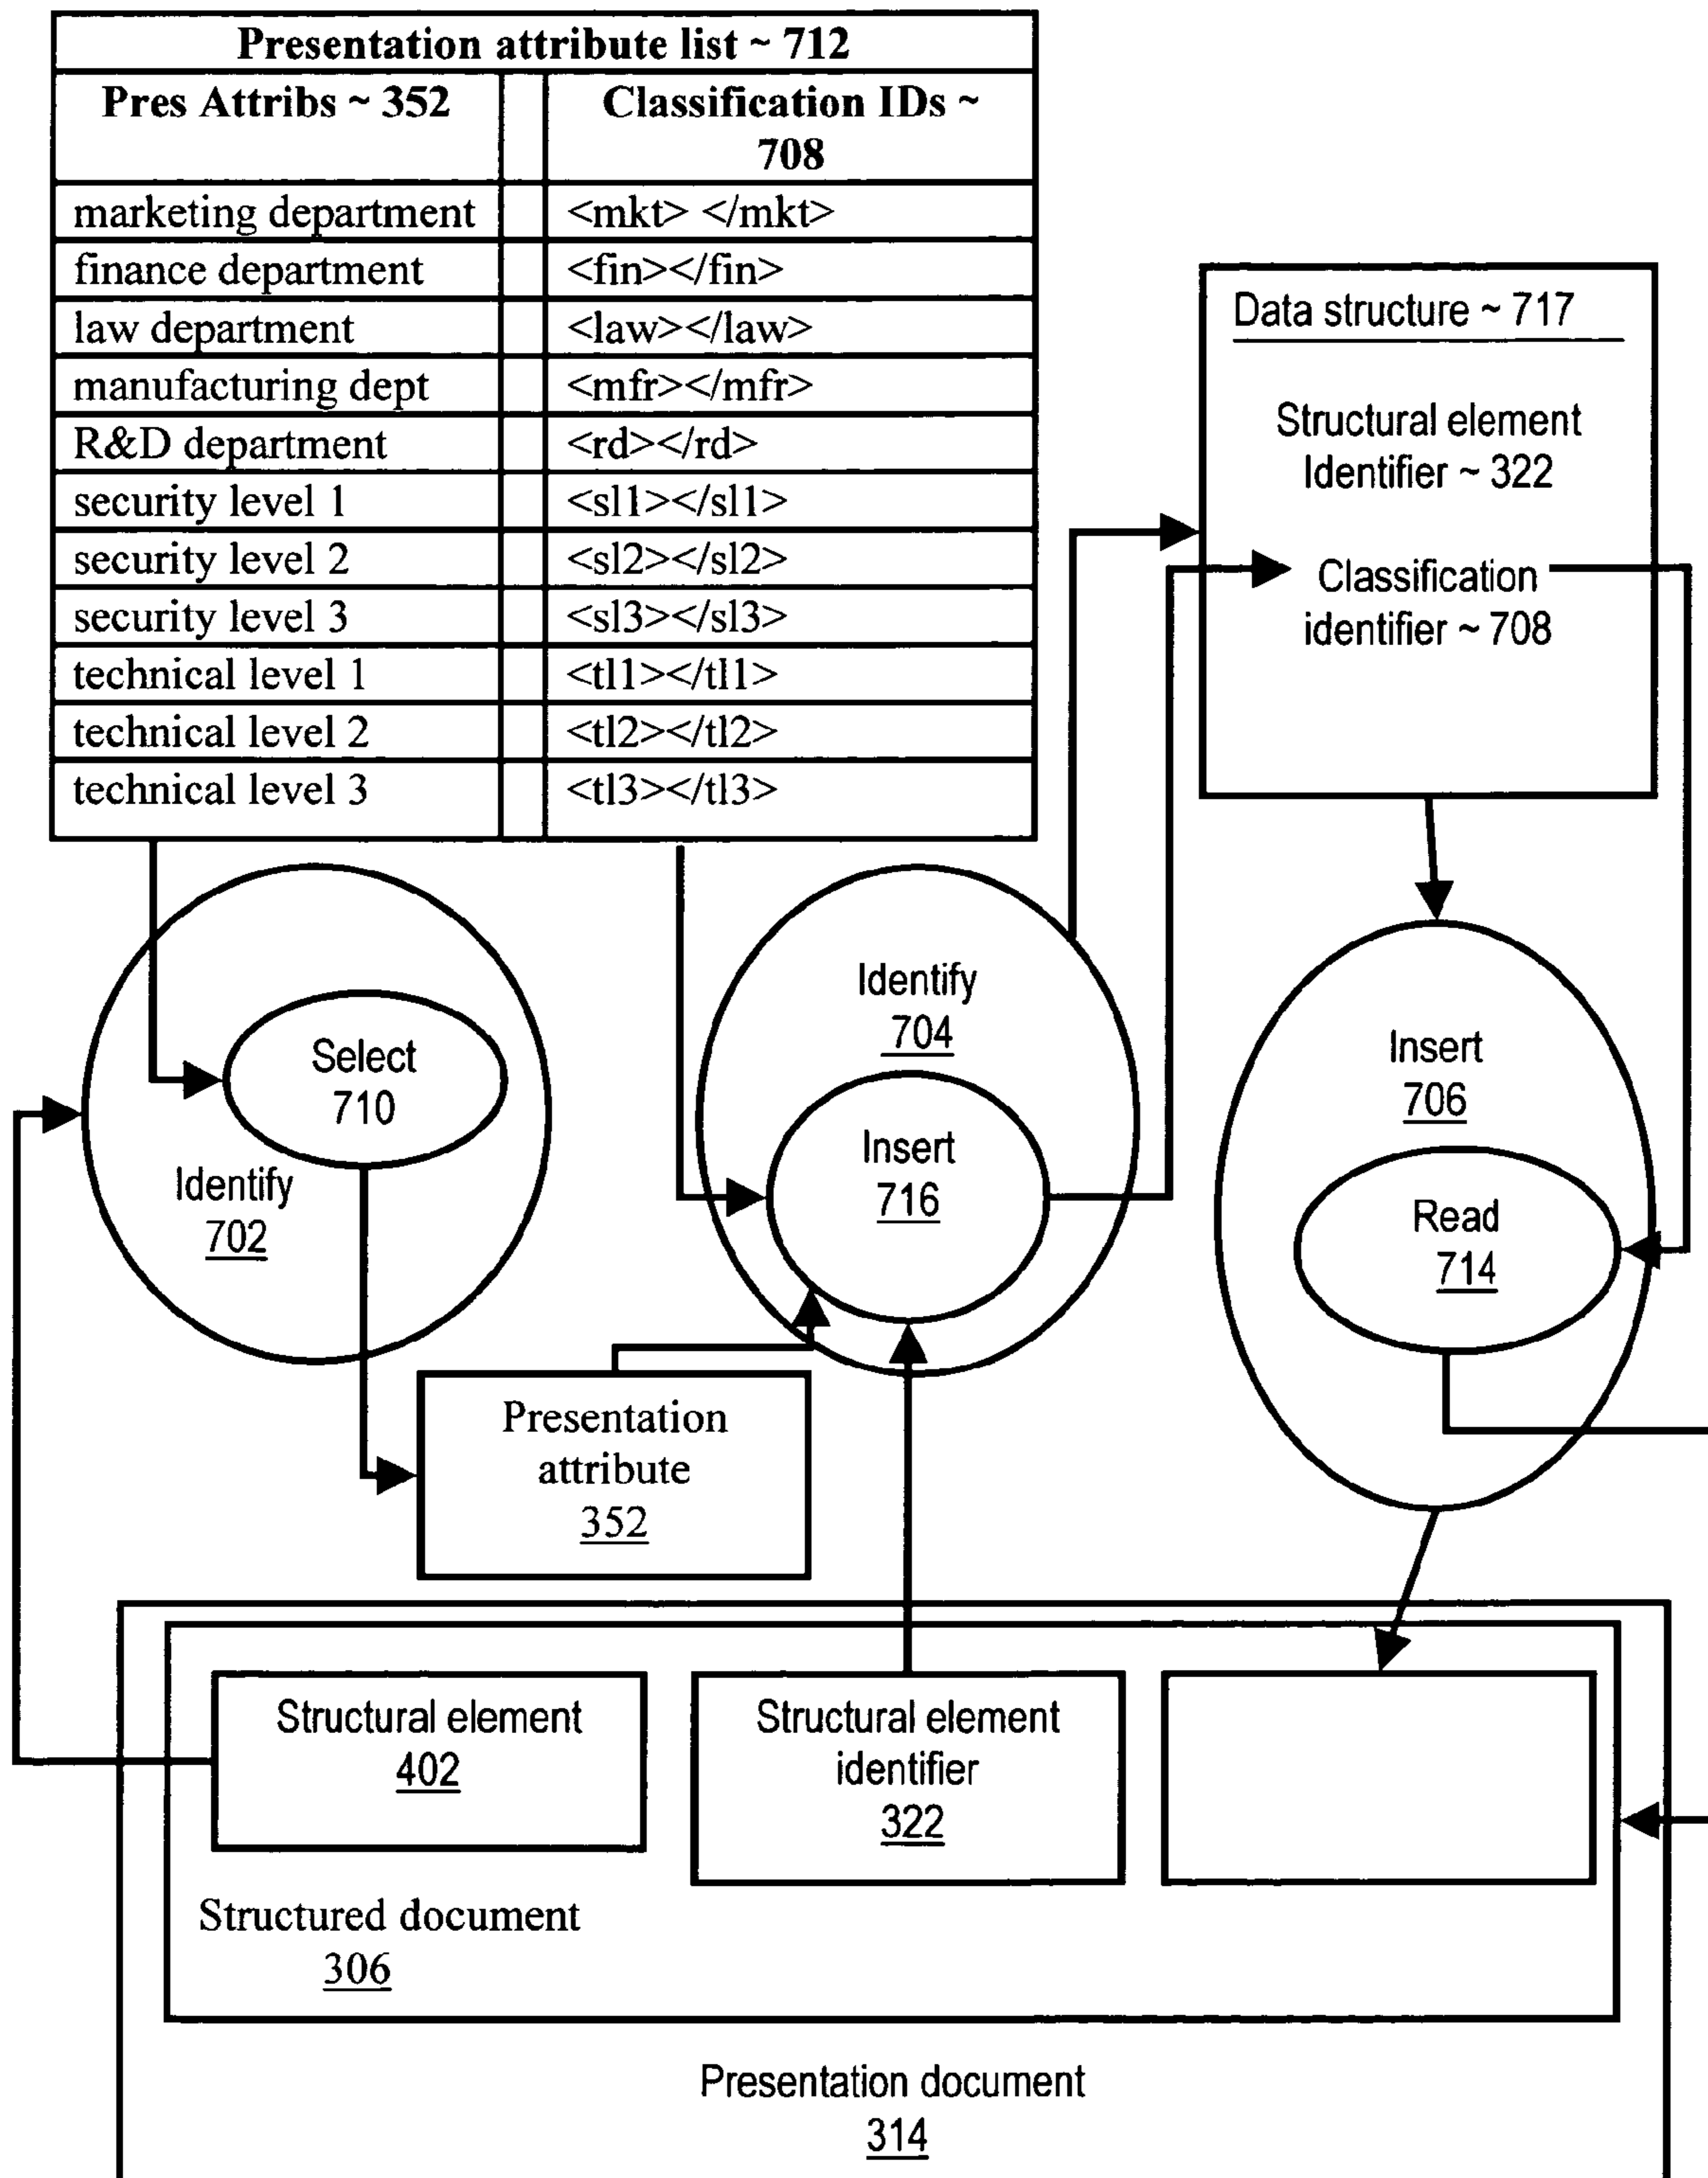 Presentation attribute list ~ 712
Pres Attribs ~ 352
Classification IDs ~
708
marketing department
<mkt> </mkt>
finance department
<fin></fin>
law department
<law></law>
manufacturing dept
<mfr></mfr>
R&D department
<rd></rd>
security level 1
<sl1></sl1>
security level 2
<sl2></sl2>
security level 3
<sl3></sl3>
technical level 1
<tl1></tl1>
technical level 2
<tl2></tl2>
technical level 3
<tl3></tl3>
Data structure ~ 717
Structural element
Identifier ~ 322
Classification
identifier ~ 708
Select
710
Identify
702
Identify
704
Insert
716
Insert
706
Read
714
Presentation
attribute
352
Structural element
402
Structural element
identifier
322
Structured document
306
Presentation document
314